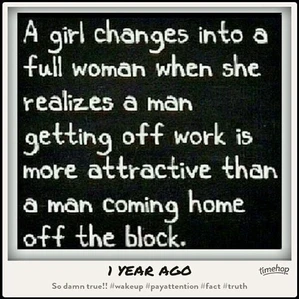 A girl changes into a
full woman when she
realizes a man
getting off work is
more attractive than
a man coming home
off the block.
1 YEAR AGO
timehop
So damn true!! #wakeup #payattention #fact #truth